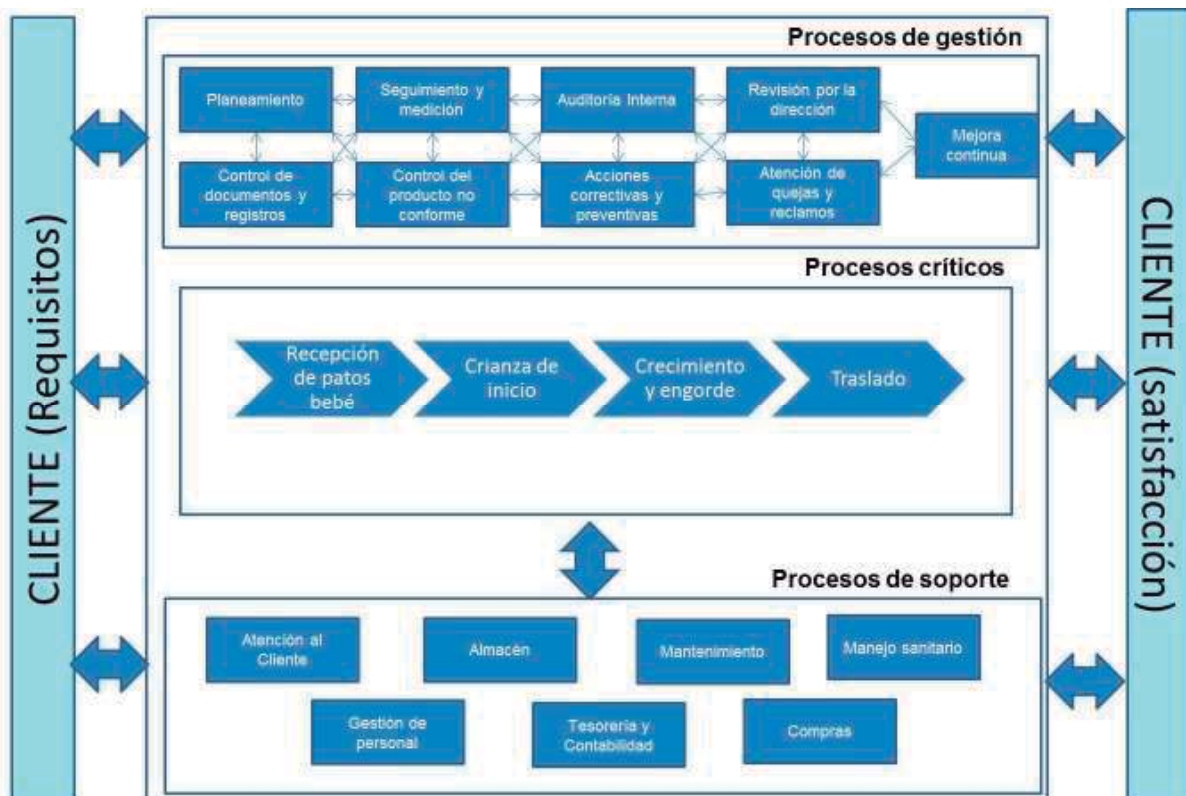 CLIENTE (Requisitos)
Procesos de gestión
Planeamiento
Seguimiento y
medición
Auditoría Interna
Revisión por la
dirección
Mejora
continua
Control de
documentos y
registros
Control del
producto no
conforme
Acciones
correctivas y
preventivas
Atención de
quejas y
reclamos
Procesos críticos
Recepción
de patos
bebé
Crianza de
inicio
Crecimiento
y engorde
Traslado
Procesos de soporte
Atención al
Cliente
Almacén
Mantenimiento
Manejo sanitario
Gestión de
personal
Tesorería y
Contabilidad
Compras
CLIENTE (satisfacción)